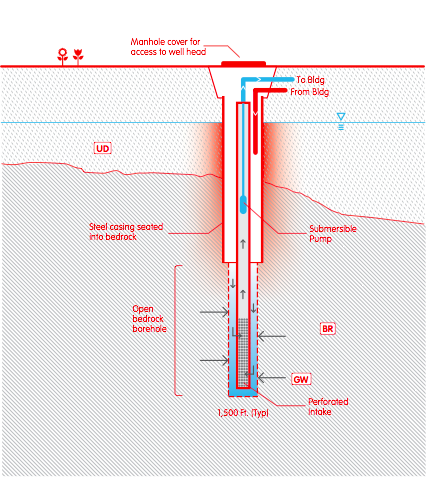 Manhole cover for
access to well head
To Bldg
From Bldg
UD
Steel casing seated
into bedrock
Submersible
Pump
Open
bedrock
borehole
BR
GW
Perforated
Intake
1,500 Ft. (Typ)